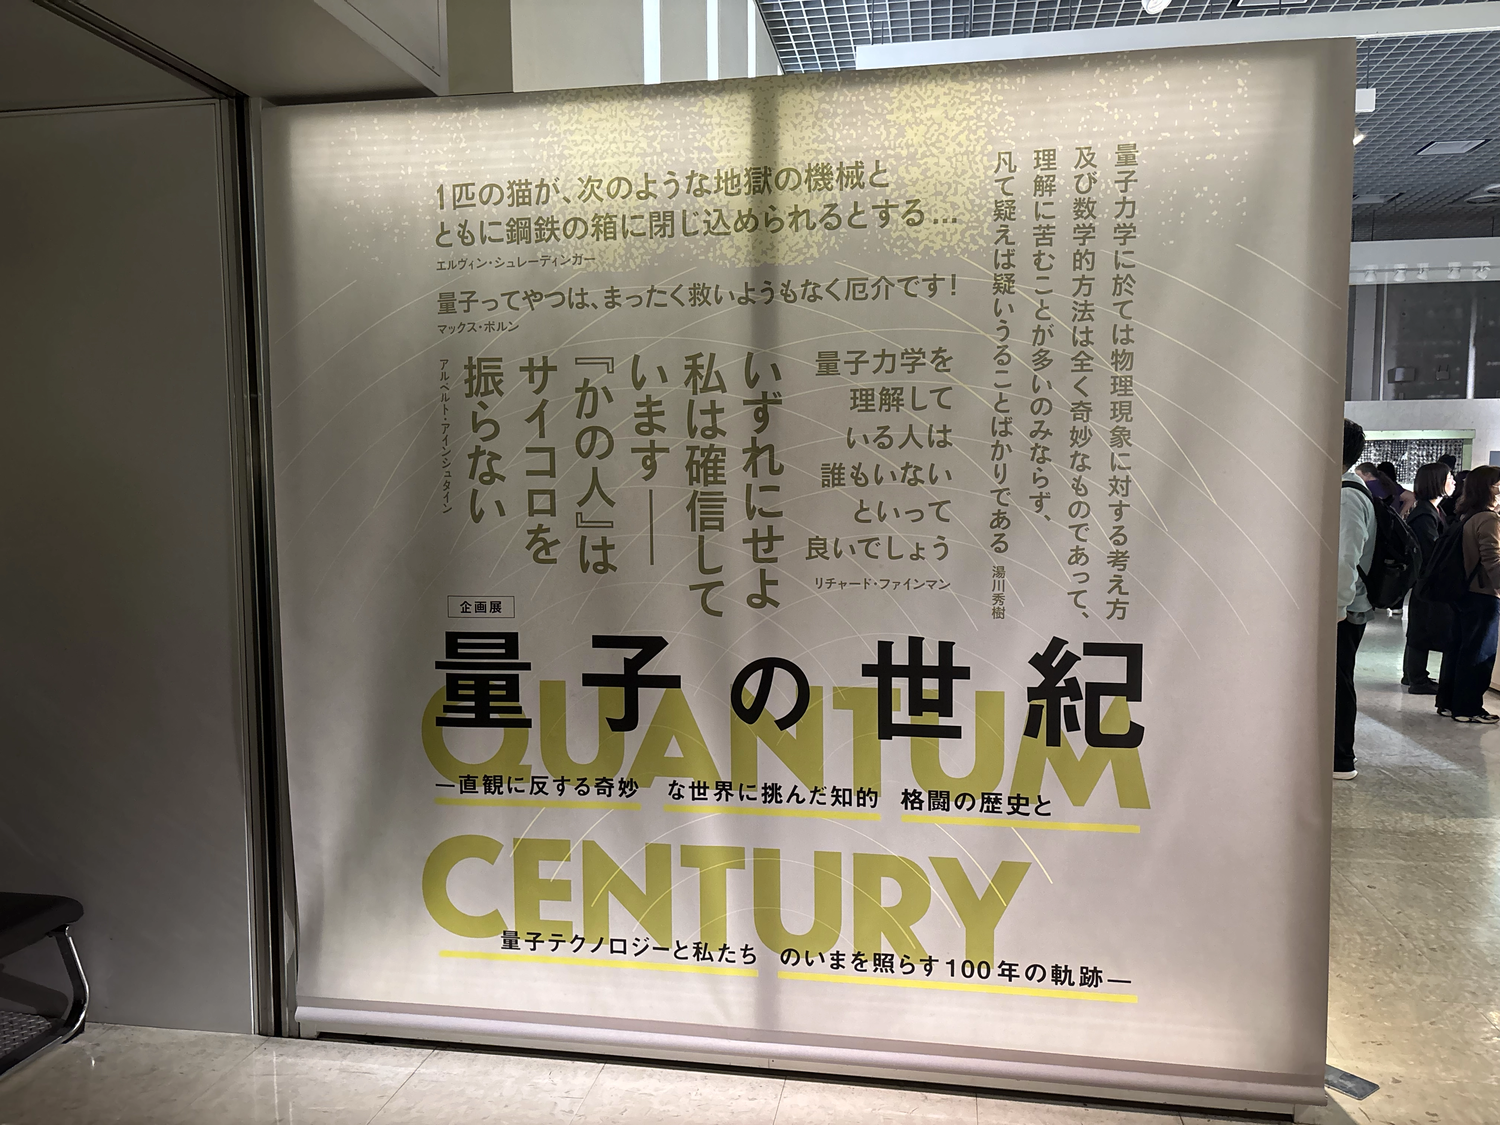 1匹の猫が、次のような地獄の機械と
ともに鋼鉄の箱に閉じ込められるとする…
エルヴィン・シュレーディンガー
量子ってやつは、まったく救いようもなく厄介です！
マックス・ボルン
量子力学に於ては物理現象に対する考え方
及び数学的方法は全く奇妙なものであって、
理解に苦むことが多いのみならず、
凡て疑えば疑いうることばかりである 湯川秀樹
量子力学を
理解して
いる人は
誰もいない
といって
良いでしょう
リチャード・ファインマン
いずれにせよ
私は確信して
います――
『かの人』は
サイコロを
振らない
アルベルト・アインシュタイン
企画展
量子の世紀
QUANTUM
―直観に反する奇妙な世界に挑んだ知的格闘の歴史と
CENTURY
量子テクノロジーと私たちのいまを照らす100年の軌跡―